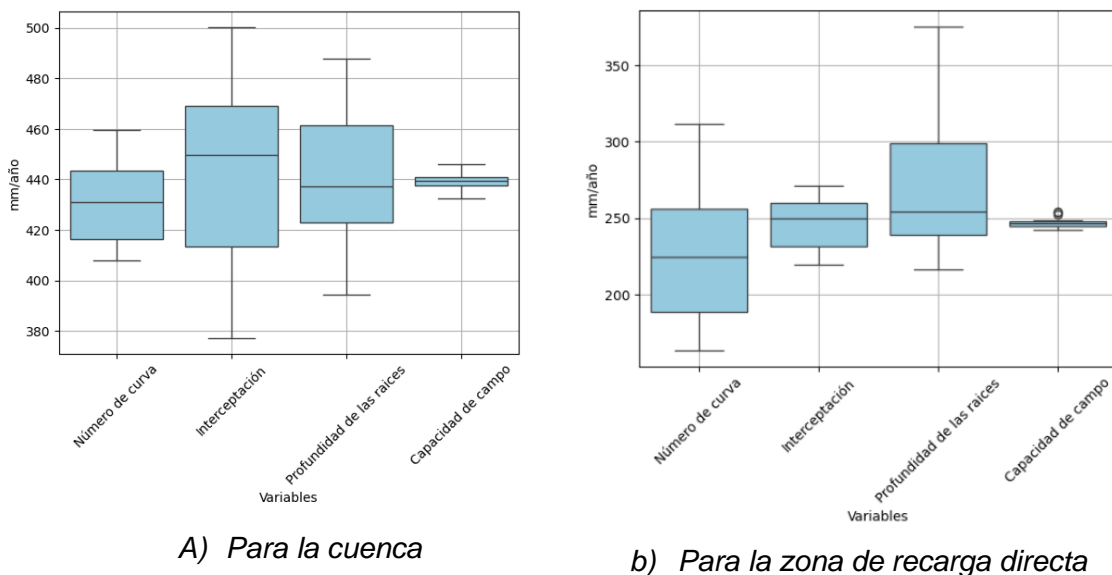 500
480
460
440
420
400
380
mm/año
Número de curva
Interceptación
Profundidad de las raices
Capacidad de campo
Variables
A) Para la cuenca
350
300
250
200
mm/año
Número de curva
Interceptación
Profundidad de las raices
Capacidad de campo
Variables
b) Para la zona de recarga directa